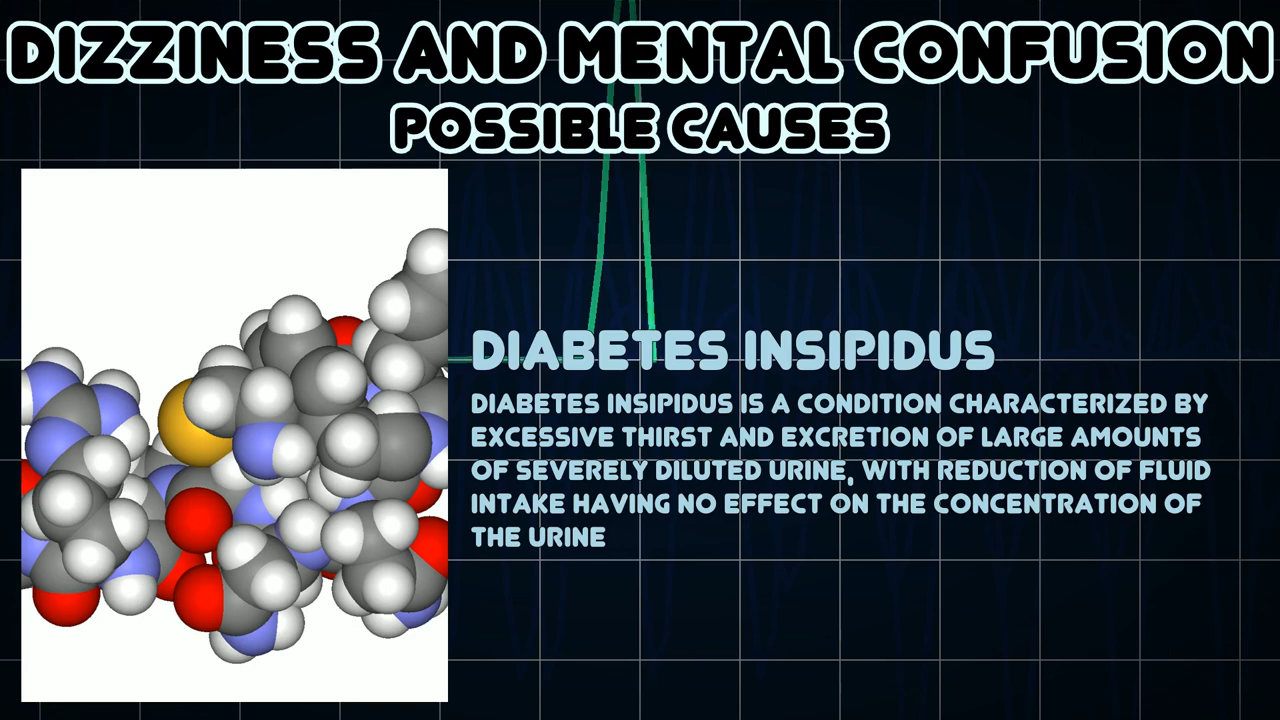 DIZZINESS AND MENTAL CONFUSION
POSSIBLE CAUSES
DIABETES INSIPIDUS
DIABETES INSIPIDUS IS A CONDITION CHARACTERIZED BY
EXCESSIVE THIRST AND EXCRETION OF LARGE AMOUNTS
OF SEVERELY DILUTED URINE, WITH REDUCTION OF FLUID
INTAKE HAVING NO EFFECT ON THE CONCENTRATION OF
THE URINE